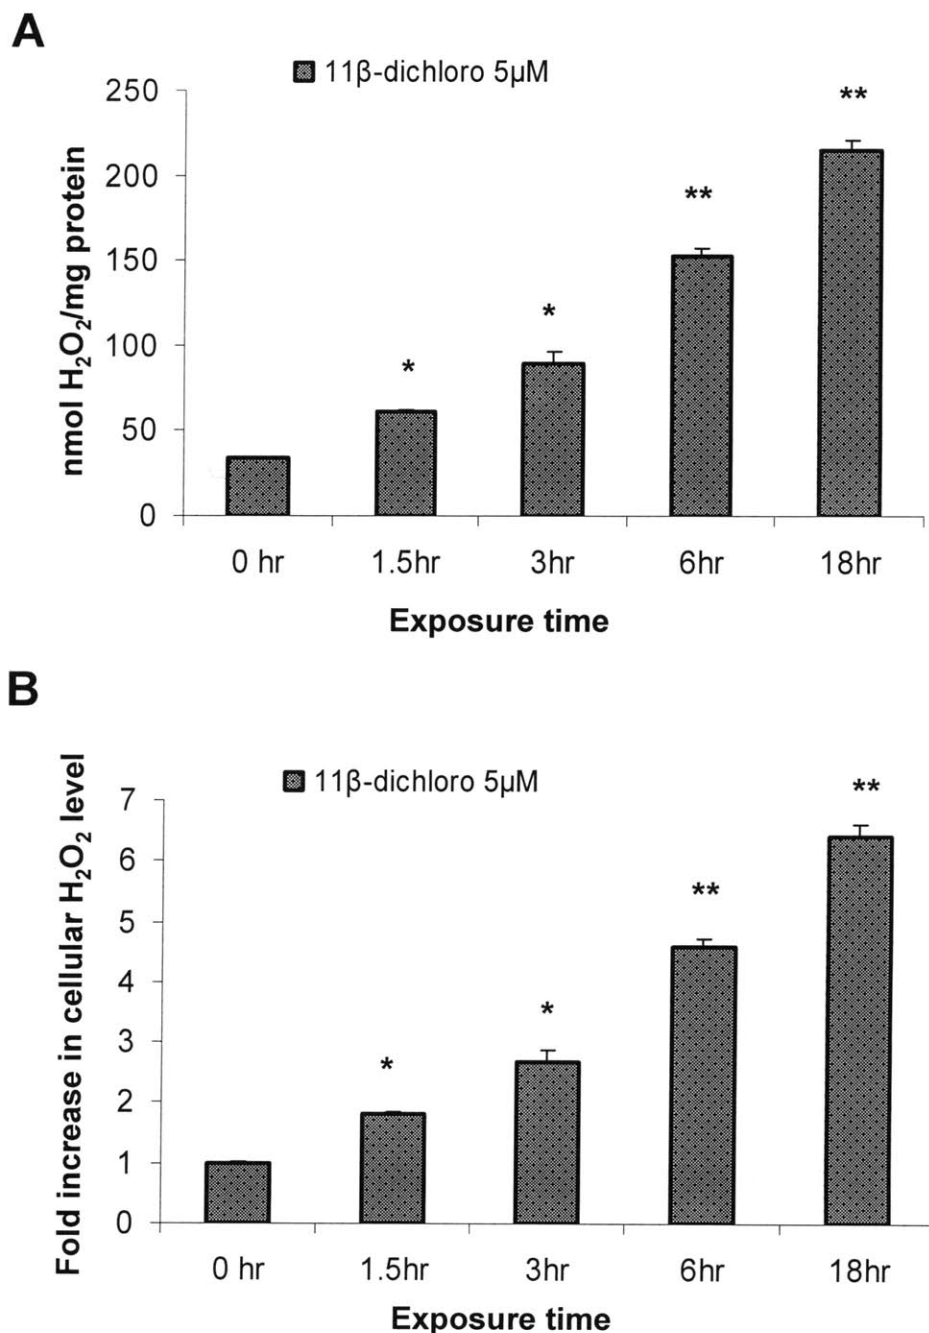 A
11β-dichloro 5µM
nmol H₂O₂/mg protein
250
200
150
100
50
0
*
*
**
**
0 hr 1.5hr 3hr 6hr 18hr
Exposure time
B
11β-dichloro 5µM
Fold increase in cellular H₂O₂ level
7
6
5
4
3
2
1
0
*
*
**
**
0 hr 1.5hr 3hr 6hr 18hr
Exposure time